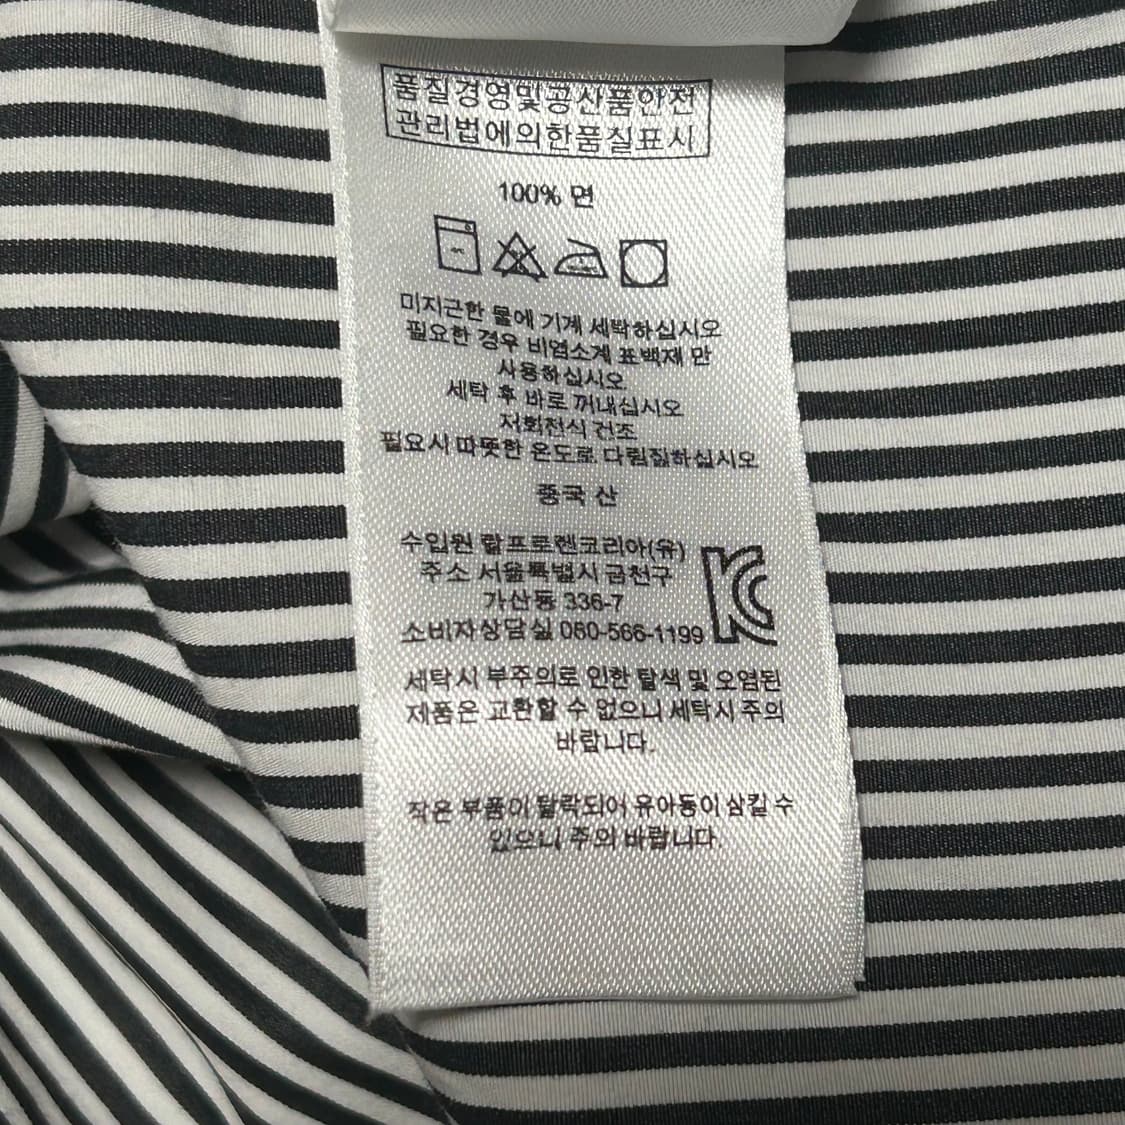 품질경영및공산품안전
관리법에의한품질표시
100% 면
미지근한 물에 기계 세탁하십시오
필요한 경우 비염소계 표백제 만
사용하십시오
세탁 후 바로 꺼내십시오
저회전식 건조
필요시 따뜻한 온도로 다림질하십시오
중국 산
수입원 랄프로렌코리아(유)
주소 서울특별시 금천구
가산동 336-7
소비자상담실 080-566-1199
KC
세탁시 부주의로 인한 탈색 및 오염된
제품은 교환할 수 없으니 세탁시 주의
바랍니다.
작은 부품이 탈락되어 유아등이 삼킬 수
있으니 주의 바랍니다.